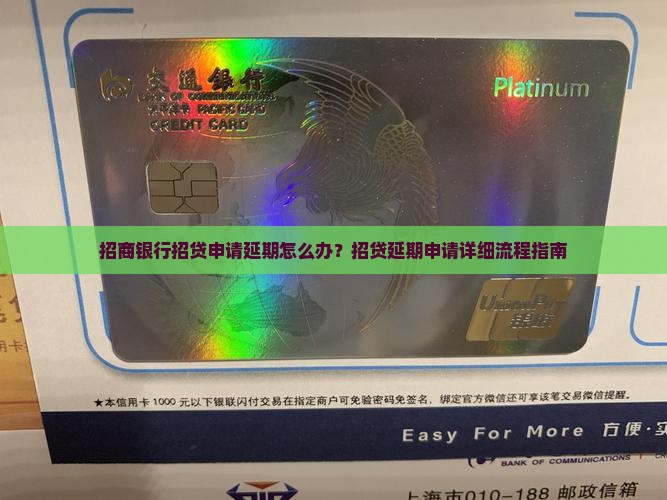 交通银行
BANK OF COMMUNICATIONS
太平洋卡 PACIFIC CARD
CREDIT CARD
Platinum
招商银行招贷申请延期怎么办？招贷延期申请详细流程指南
UnionPay
银联
用卡
★本信用卡1000元以下银联闪付交易在指定商户可免验密码免签名，绑定官方微信还可享该笔交易微信提醒。
Easy For More 方便·实
BANK OF COMMUNICATIONS
上海市010-188 邮政信箱